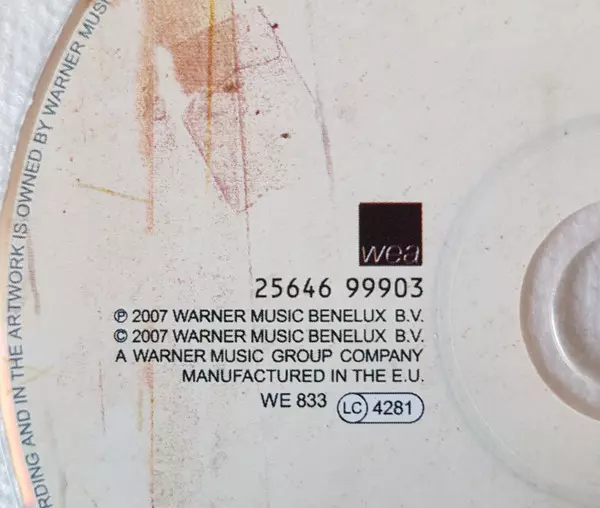 RDING AND IN THE ARTWORK IS OWNED BY WARNER MUS
wea
25646 99903
℗ 2007 WARNER MUSIC BENELUX B.V.
© 2007 WARNER MUSIC BENELUX B.V.
A WARNER MUSIC GROUP COMPANY
MANUFACTURED IN THE E.U.
WE 833 LC 4281